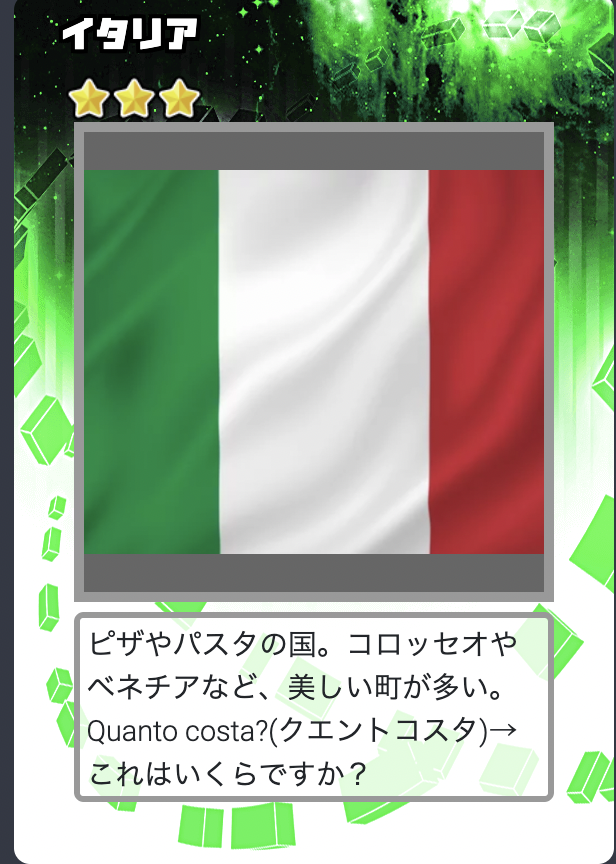 イタリア
ピザやパスタの国。コロッセオや
ベネチアなど、美しい町が多い。
Quanto costa?(クエントコスタ)→
これはいくらですか？